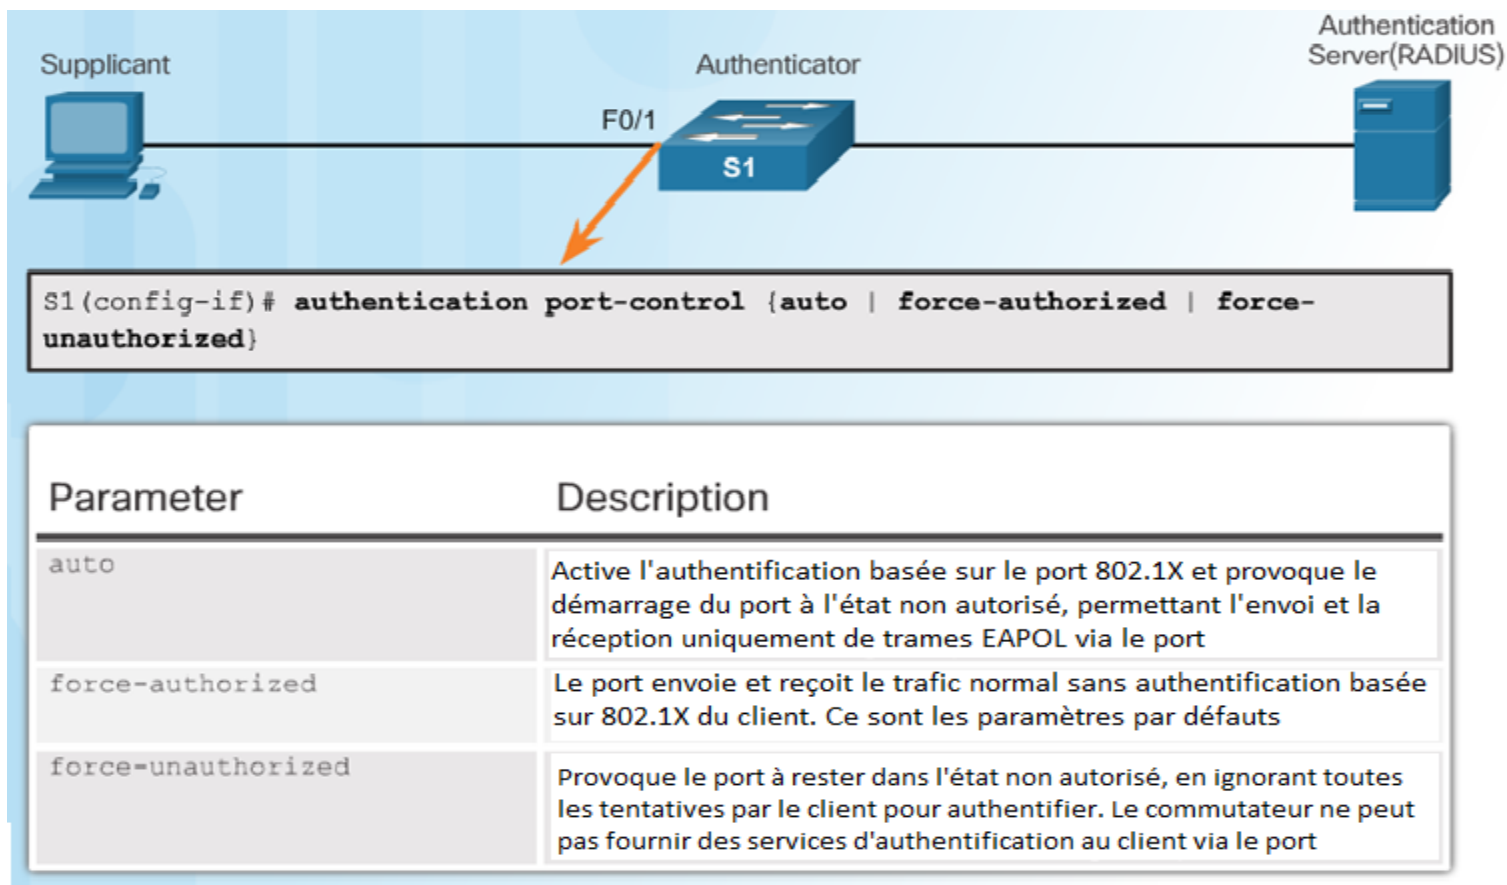 Supplicant
Authenticator
Authentication
Server(RADIUS)
F0/1
S1
S1(config-if)# authentication port-control {auto | force-authorized | force-
unauthorized}
Parameter
Description
auto
Active l'authentification basée sur le port 802.1X et provoque le
démarrage du port à l'état non autorisé, permettant l'envoi et la
réception uniquement de trames EAPOL via le port
force-authorized
Le port envoie et reçoit le trafic normal sans authentification basée
sur 802.1X du client. Ce sont les paramètres par défauts
force-unauthorized
Provoque le port à rester dans l'état non autorisé, en ignorant toutes
les tentatives par le client pour authentifier. Le commutateur ne peut
pas fournir des services d'authentification au client via le port